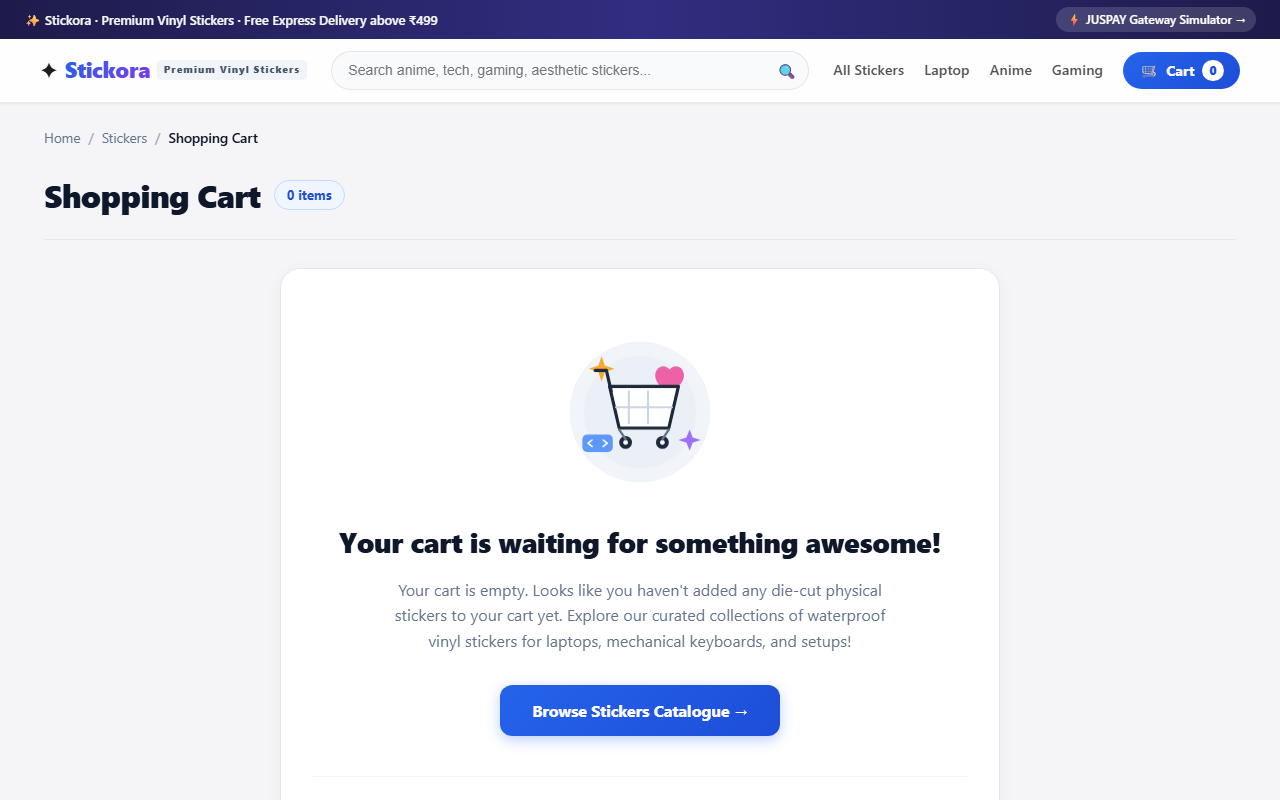 ✨ Stickora · Premium Vinyl Stickers · Free Express Delivery above ₹499
⚡ JUSPAY Gateway Simulator →
✦ Stickora Premium Vinyl Stickers
Search anime, tech, gaming, aesthetic stickers...
All Stickers Laptop Anime Gaming
Cart 0
Home / Stickers / Shopping Cart
Shopping Cart 0 items
Your cart is waiting for something awesome!
Your cart is empty. Looks like you haven't added any die-cut physical
stickers to your cart yet. Explore our curated collections of waterproof
vinyl stickers for laptops, mechanical keyboards, and setups!
Browse Stickers Catalogue →